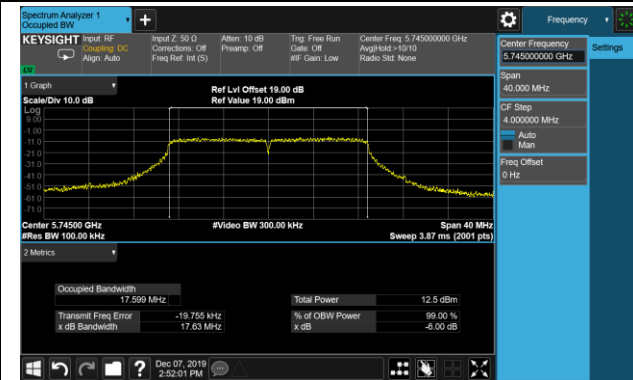 Spectrum Analyzer 1
Occupied BW
+
Frequency
KEYSIGHT
Input: RF
Coupling: DC
Align: Auto
Input Z: 50 Ω
Corrections: Off
Freq Ref: Int (S)
Atten: 10 dB
Preamp: Off
Trig: Free Run
Gate: Off
#IF Gain: Low
Center Freq: 5.745000000 GHz
Avg|Hold:>10/10
Radio Std: None
LV
Center Frequency
5.745000000 GHz
Settings
Span
40.000 MHz
CF Step
4.000000 MHz
Auto
Man
Freq Offset
0 Hz
1 Graph
Scale/Div 10.0 dB
Ref Lvl Offset 19.00 dB
Ref Value 19.00 dBm
Log
9.00
-1.00
-11.0
-21.0
-31.0
-41.0
-51.0
-61.0
-71.0
Center 5.74500 GHz
#Res BW 100.00 kHz
#Video BW 300.00 kHz
Span 40 MHz
Sweep 3.87 ms (2001 pts)
2 Metrics
Occupied Bandwidth
17.599 MHz
Total Power 12.5 dBm
Transmit Freq Error -19.755 kHz
% of OBW Power 99.00 %
x dB Bandwidth 17.63 MHz
x dB -6.00 dB
?
Dec 07, 2019
2:52:01 PM